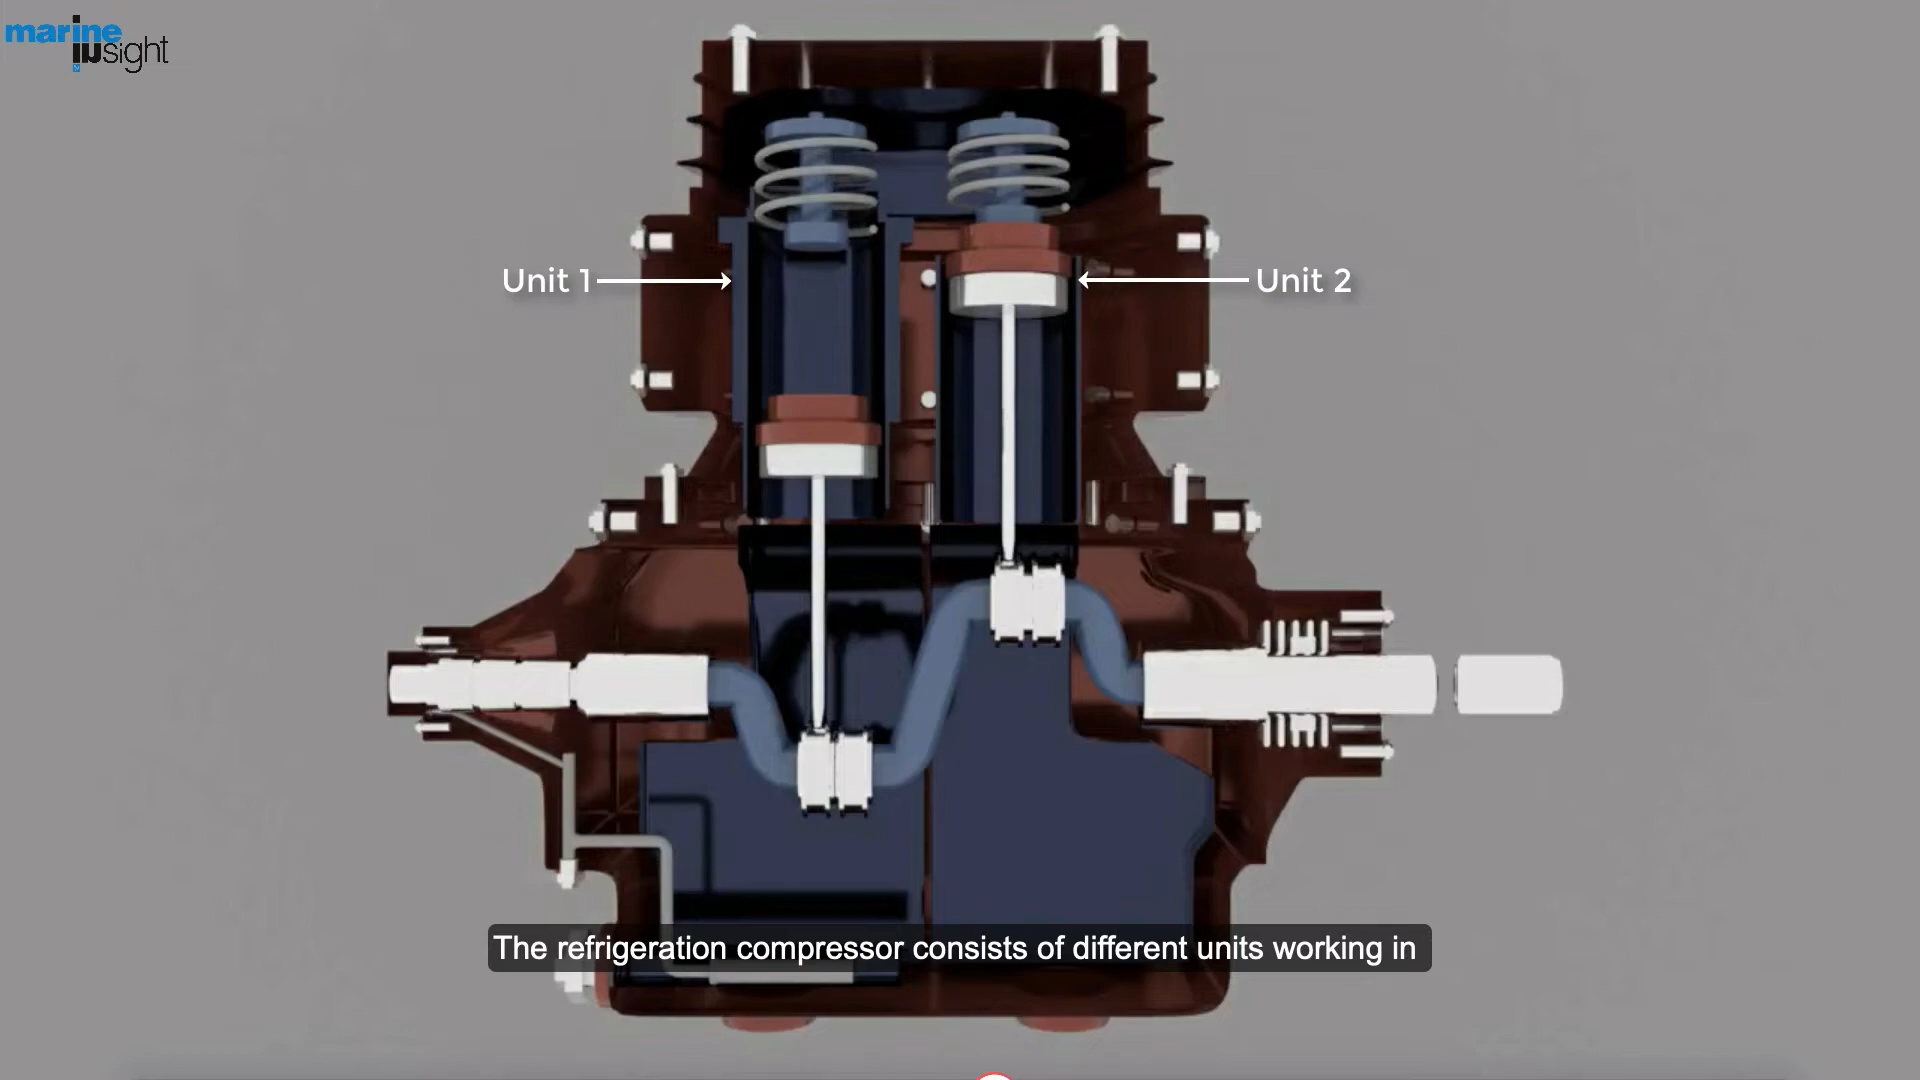 marine
insight
Unit 1
Unit 2
The refrigeration compressor consists of different units working in